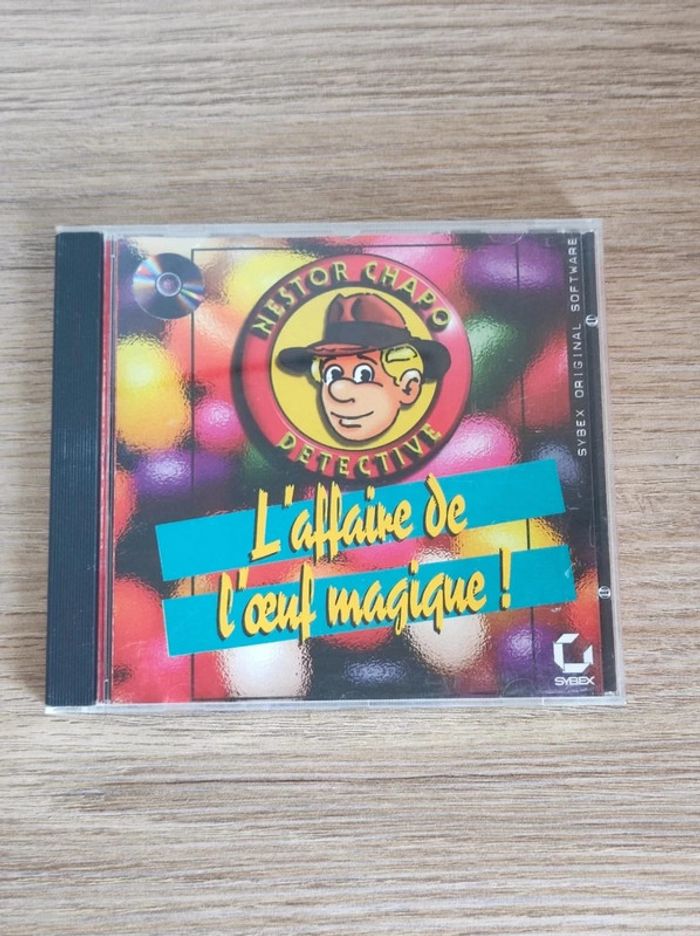 NESTOR CHAPO
DETECTIVE
L'affaire de
l'œuf magique !
SYBEX ORIGINAL SOFTWARE
SYBEX